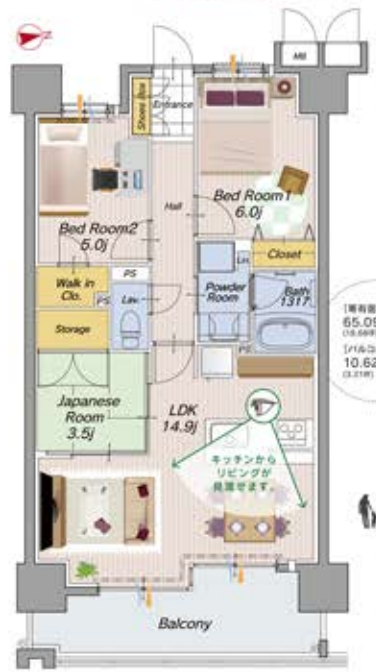 N
MB
Shoes Box
Entrance
Bed Room1
6.0j
Hall
Bed Room2
5.0j
Closet
Walk in
Clo.
PS
PS
Lav.
Powder
Room
Lin.
Bath
1317
Storage
PS
Japanese
Room
3.5j
LDK
14.9j
キッチンから
リビングが
見渡せます。
65.09
10.62
Balcony